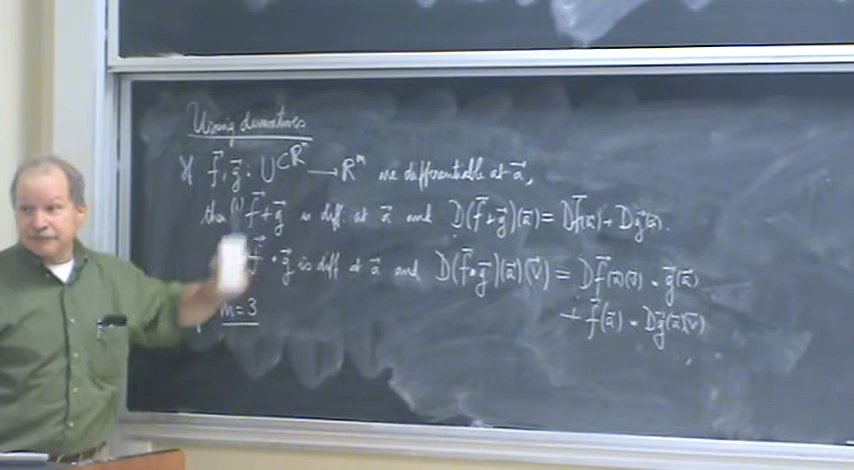 Using derivatives
If f⃗, g⃗ : U ⊂ Rⁿ → Rᵐ are differentiable at a⃗,
then (1) f⃗+g⃗ is diff. at a⃗ and D(f⃗+g⃗)(a⃗) = Df⃗(a⃗) + Dg⃗(a⃗).
f⃗ • g⃗ is diff at a⃗ and D(f⃗•g⃗)(a⃗)(v⃗) = Df⃗(a⃗)(v⃗) • g⃗(a⃗)
+ f⃗(a⃗) • Dg⃗(a⃗)(v⃗)
m=3